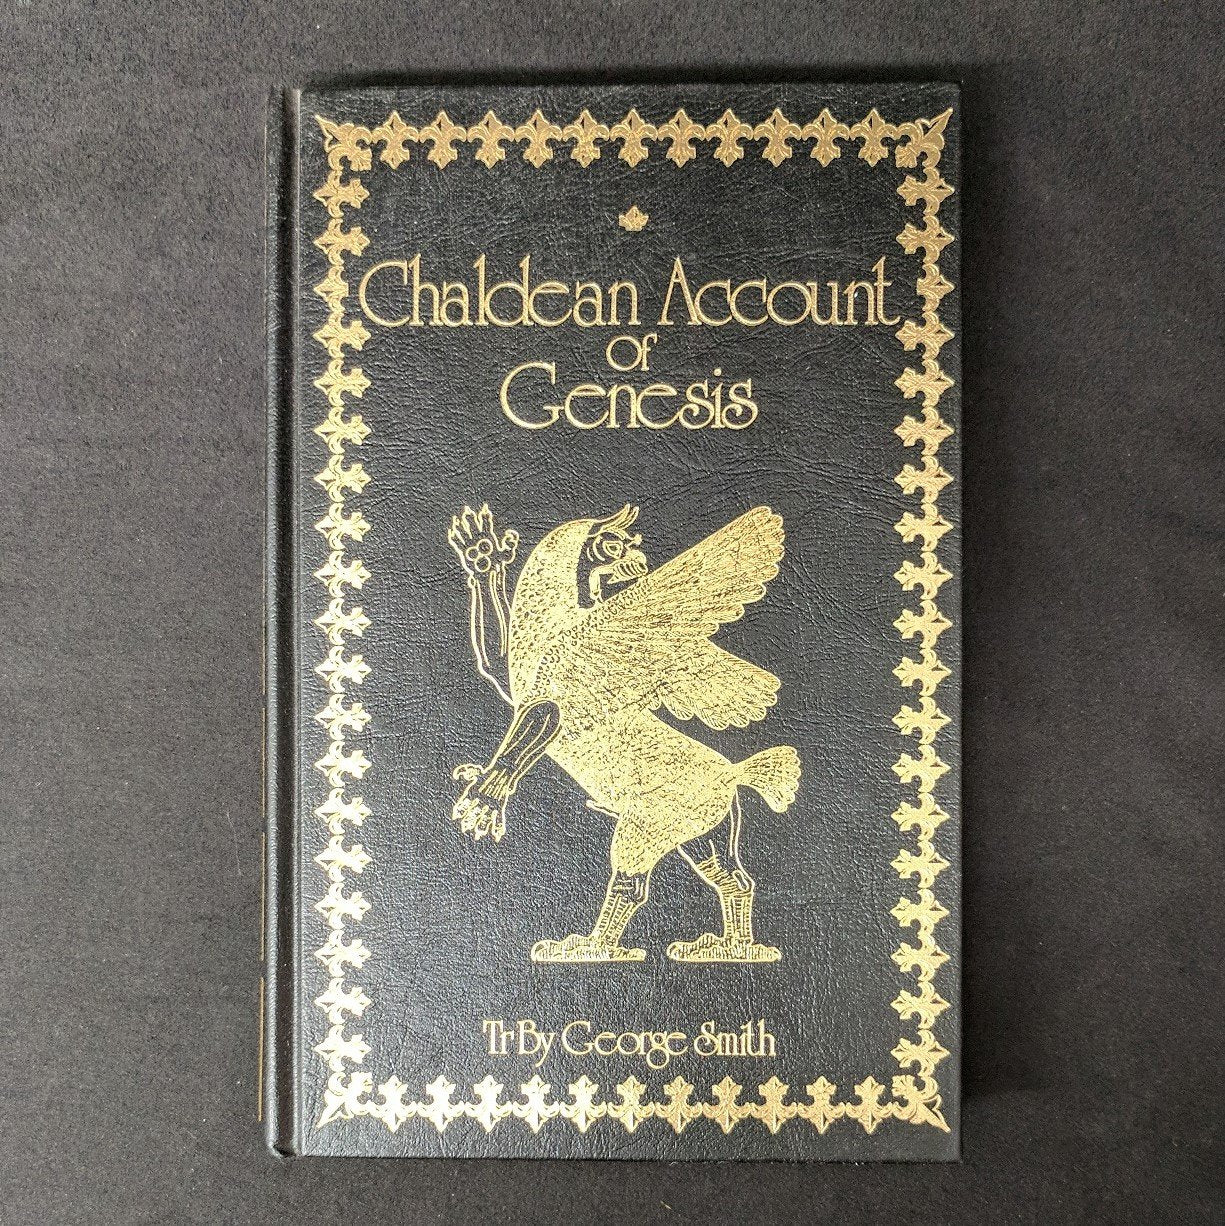 Chaldean Account
of
Genesis
Tr By George Smith